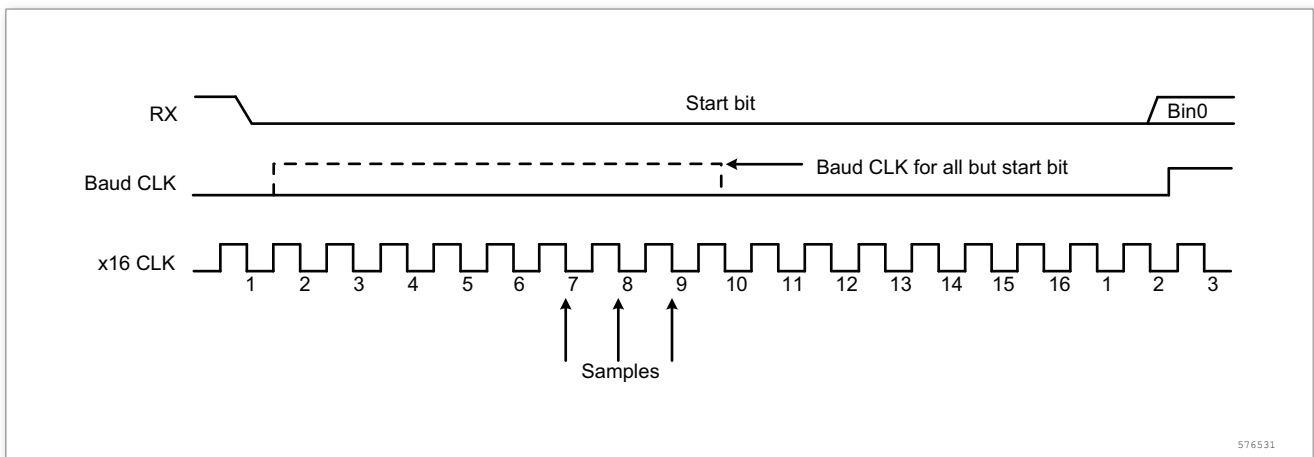 Start bit
RX
Bin0
Baud CLK for all but start bit
Baud CLK
x16 CLK
1 2 3 4 5 6 7 8 9 10 11 12 13 14 15 16 1 2 3
Samples
576531